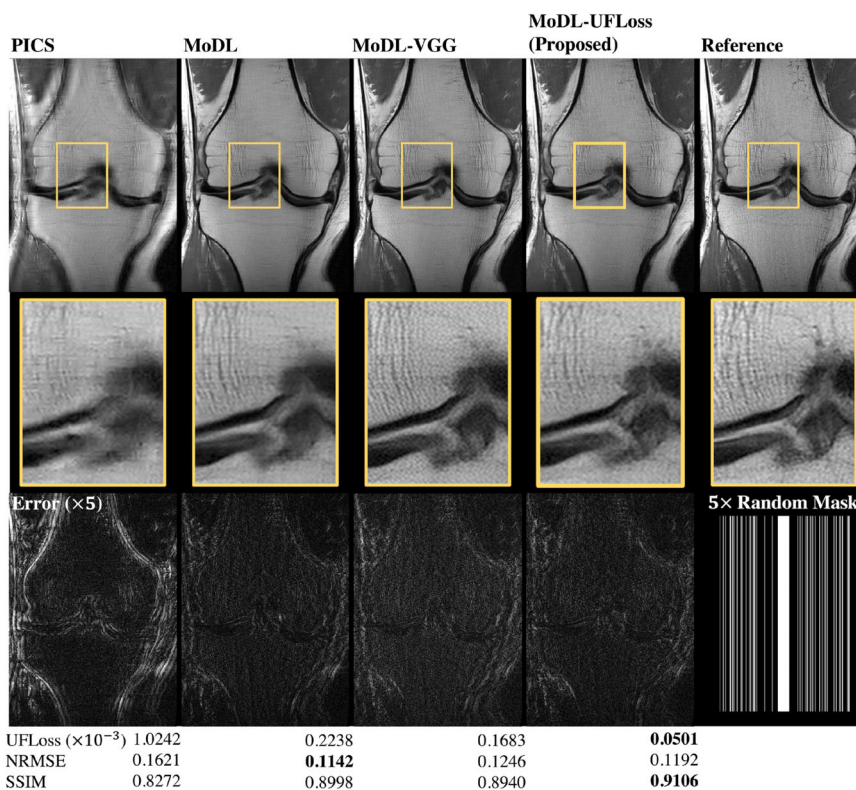 MoDL-UFLoss
PICS MoDL MoDL-VGG (Proposed) Reference
Error (×5) 5× Random Mask
UFLoss (×10⁻³) 1.0242 0.2238 0.1683 0.0501
NRMSE 0.1621 0.1142 0.1246 0.1192
SSIM 0.8272 0.8998 0.8940 0.9106